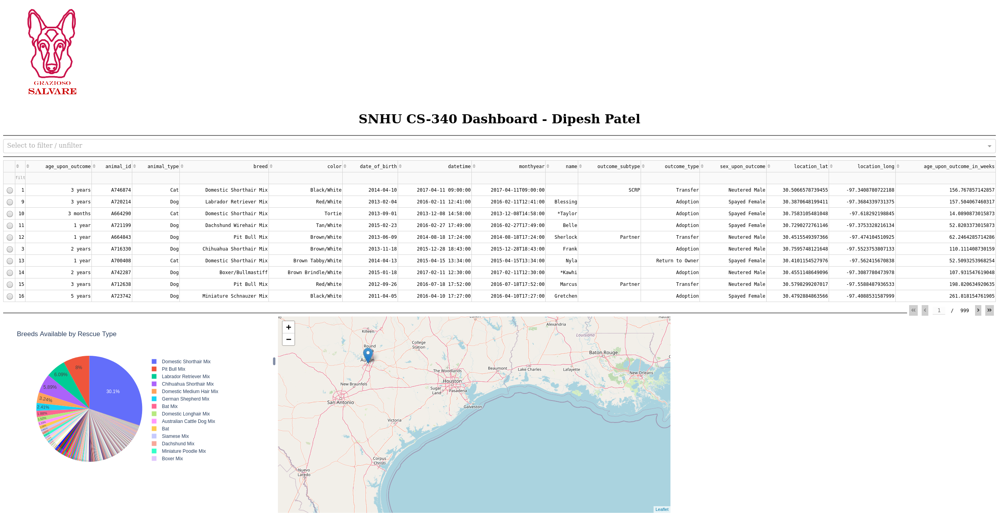 GRAZIOSO
SALVARE
SNHU CS-340 Dashboard - Dipesh Patel
Select to filter / unfilter
age_upon_outcome animal_id animal_type breed color date_of_birth datetime monthyear name outcome_subtype outcome_type sex_upon_outcome location_lat location_long age_upon_outcome_in_weeks
filt
1 3 years A746874 Cat Domestic Shorthair Mix Black/White 2014-04-10 2017-04-11 09:00:00 2017-04-11T09:00:00 SCRP Transfer Neutered Male 30.5066578739455 -97.3408780722188 156.767857142857
9 3 years A720214 Dog Labrador Retriever Mix Red/White 2013-02-04 2016-02-11 12:41:00 2016-02-11T12:41:00 Blessing Adoption Spayed Female 30.3870648199411 -97.3684339731375 157.504067460317
10 3 months A664290 Cat Domestic Shorthair Mix Tortie 2013-09-01 2013-12-08 14:58:00 2013-12-08T14:58:00 *Taylor Adoption Spayed Female 30.7583105481048 -97.618292198845 14.0890873015873
11 1 year A721199 Dog Dachshund Wirehair Mix Tan/White 2015-02-23 2016-02-27 17:49:00 2016-02-27T17:49:00 Belle Adoption Spayed Female 30.7290272761146 -97.3753328216134 52.8203373015873
12 1 year A664843 Dog Pit Bull Mix Brown/White 2013-06-09 2014-08-18 17:24:00 2014-08-18T17:24:00 Sherlock Partner Transfer Neutered Male 30.4515549397366 -97.474104510925 62.2464285714286
3 2 years A716330 Dog Chihuahua Shorthair Mix Brown/White 2013-11-18 2015-12-28 18:43:00 2015-12-28T18:43:00 Frank Adoption Neutered Male 30.7595748121648 -97.5523753807133 110.111408730159
13 1 year A700408 Cat Domestic Shorthair Mix Brown Tabby/White 2014-04-13 2015-04-15 13:34:00 2015-04-15T13:34:00 Nyla Return to Owner Spayed Female 30.4101154527976 -97.562415670838 52.5093253968254
14 2 years A742287 Dog Boxer/Bullmastiff Brown Brindle/White 2015-01-18 2017-02-11 12:30:00 2017-02-11T12:30:00 *Kawhi Adoption Neutered Male 30.4551148649096 -97.3087780473978 107.931547619048
15 3 years A712638 Dog Pit Bull Mix Red/White 2012-09-26 2016-07-18 17:52:00 2016-07-18T17:52:00 Marcus Partner Transfer Neutered Male 30.5798299207017 -97.5588487936533 198.820634920635
16 5 years A723742 Dog Miniature Schnauzer Mix Black/White 2011-04-05 2016-04-10 17:27:00 2016-04-10T17:27:00 Gretchen Adoption Spayed Female 30.4792884863566 -97.4088531587999 261.818154761905
1 / 999
Breeds Available by Rescue Type
30.1%
8%
6.09%
5.89%
3.24%
2.41%
1.88%
1.52%
1.23%
Domestic Shorthair Mix
Pit Bull Mix
Labrador Retriever Mix
Chihuahua Shorthair Mix
Domestic Medium Hair Mix
German Shepherd Mix
Bat Mix
Domestic Longhair Mix
Australian Cattle Dog Mix
Bat
Siamese Mix
Dachshund Mix
Miniature Poodle Mix
Boxer Mix
+
−
Killeen
Alexandria
Louisiana
Round
College
Station
Baton Rouge
Austin
The Woodlands
Beaumont
Lake Charles
Lafayette
New Orleans
New Braunfels
Houston
Sugar
Land
Pasadena
San Antonio
Galveston
Victoria
Corpus
Christi
Nuevo
Laredo
Leaflet